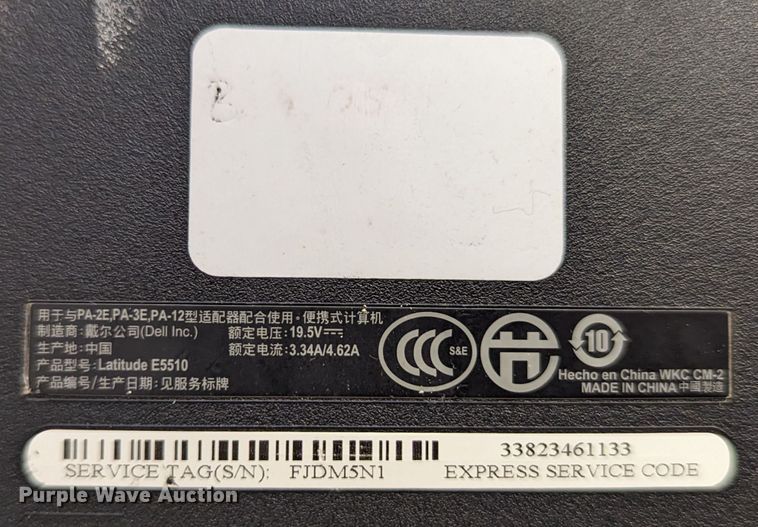 用于与PA-2E,PA-3E,PA-12型适配器配合使用·便携式计算机
制造商:戴尔公司(Dell Inc.) 额定电压:19.5V⎓
生产地:中国 额定电流:3.34A/4.62A
产品型号:Latitude E5510
产品编号/生产日期:见服务标牌
CCC S&E
10
Hecho en China WKC CM-2
MADE IN CHINA 中國製造
33823461133
SERVICE TAG(S/N): FJDM5N1 EXPRESS SERVICE CODE
Purple Wave Auction